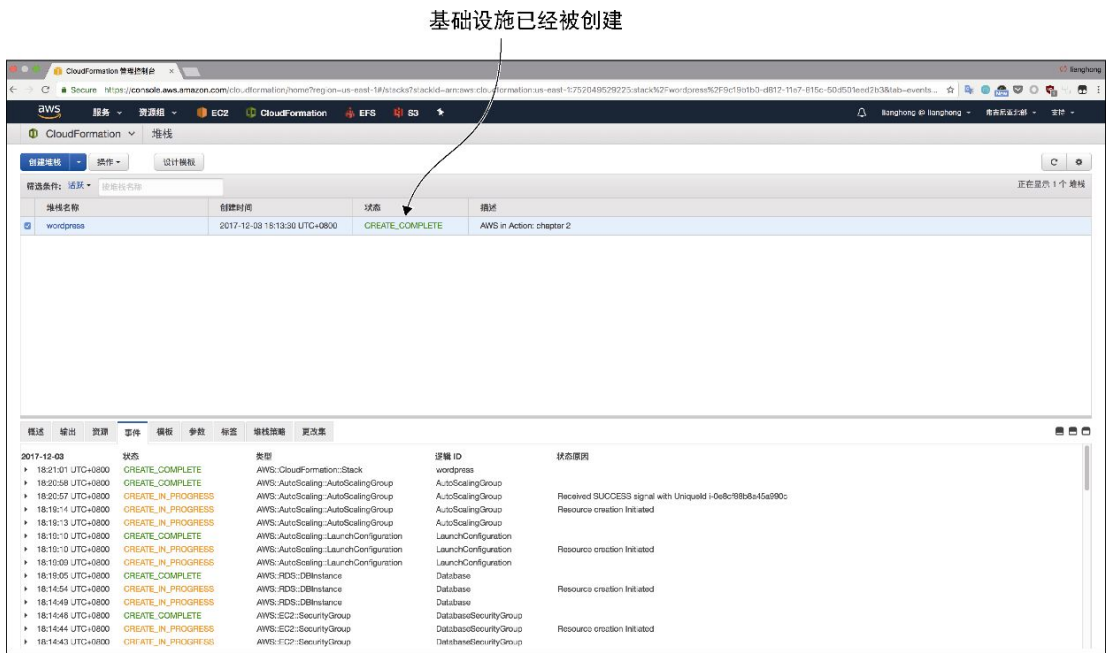 基础设施已经被创建
CloudFormation 管理控制台 ×
lianghong
Secure https://console.aws.amazon.com/cloudformation/home?region=us-east-1#/stacks?stackId=arn:aws:cloudformation:us-east-1:752049529225:stack%2Fwordpress%2F
aws 服务 资源组 EC2 CloudFormation EFS S3 lianghong @ lianghong 弗吉尼亚北部 支持
CloudFormation 堆栈
创建堆栈 操作 设计模板
筛选条件: 活跃 按堆栈名称 正在显示 1 个 堆栈
堆栈名称 创建时间 状态 描述
wordpress 2017-12-03 18:13:30 UTC+0800 CREATE_COMPLETE AWS in Action: chapter 2
概述 输出 资源 事件 模板 参数 标签 堆栈策略 更改集
2017-12-03 状态 类型 逻辑 ID 状态原因
18:21:01 UTC+0800 CREATE_COMPLETE AWS::CloudFormation::Stack wordpress
18:20:58 UTC+0800 CREATE_COMPLETE AWS::AutoScaling::AutoScalingGroup AutoScalingGroup
18:20:57 UTC+0800 CREATE_IN_PROGRESS AWS::AutoScaling::AutoScalingGroup AutoScalingGroup Received SUCCESS signal with UniqueId i-0e8cf98b8a45a990c
18:19:14 UTC+0800 CREATE_IN_PROGRESS AWS::AutoScaling::AutoScalingGroup AutoScalingGroup Resource creation Initiated
18:19:13 UTC+0800 CREATE_IN_PROGRESS AWS::AutoScaling::AutoScalingGroup AutoScalingGroup
18:19:10 UTC+0800 CREATE_COMPLETE AWS::AutoScaling::LaunchConfiguration LaunchConfiguration
18:19:10 UTC+0800 CREATE_IN_PROGRESS AWS::AutoScaling::LaunchConfiguration LaunchConfiguration Resource creation Initiated
18:19:09 UTC+0800 CREATE_IN_PROGRESS AWS::AutoScaling::LaunchConfiguration LaunchConfiguration
18:19:05 UTC+0800 CREATE_COMPLETE AWS::RDS::DBInstance Database
18:14:54 UTC+0800 CREATE_IN_PROGRESS AWS::RDS::DBInstance Database Resource creation Initiated
18:14:49 UTC+0800 CREATE_IN_PROGRESS AWS::RDS::DBInstance Database
18:14:46 UTC+0800 CREATE_COMPLETE AWS::EC2::SecurityGroup DatabaseSecurityGroup
18:14:44 UTC+0800 CREATE_IN_PROGRESS AWS::EC2::SecurityGroup DatabaseSecurityGroup Resource creation Initiated
18:14:43 UTC+0800 CREATE_IN_PROGRESS AWS::EC2::SecurityGroup DatabaseSecurityGroup